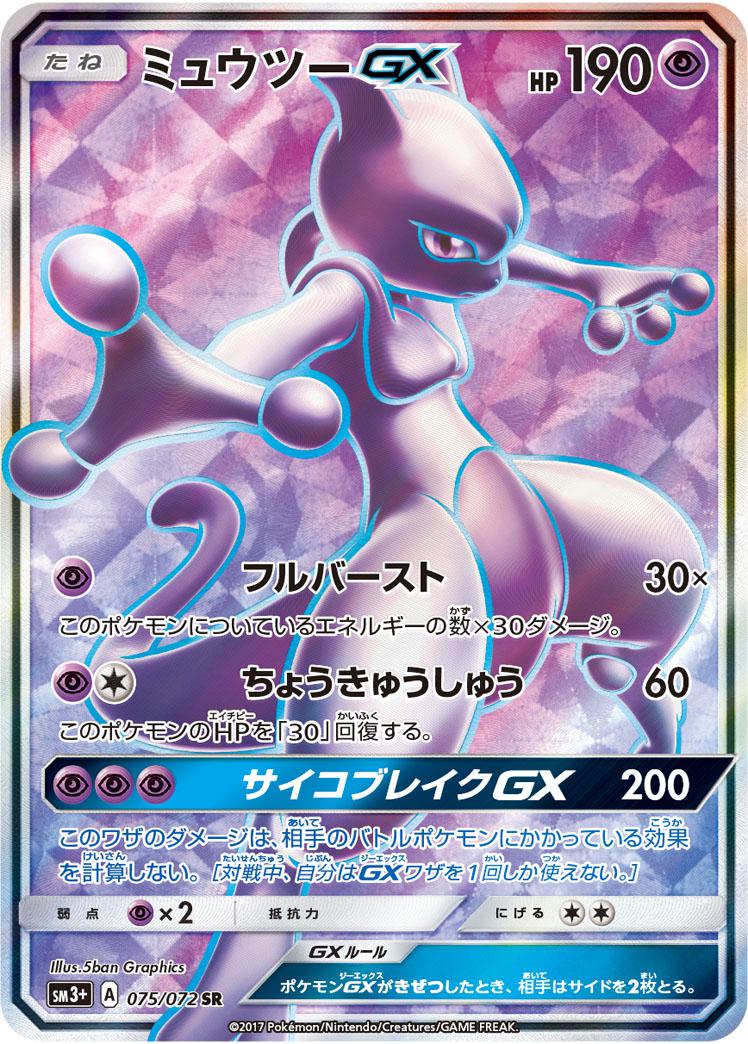 たね ミュウツーGX HP 190
フルバースト 30×
このポケモンについているエネルギーの数×30ダメージ。
ちょうきゅうしゅう 60
このポケモンのHPを「30」回復する。
サイコブレイクGX 200
このワザのダメージは、相手のバトルポケモンにかかっている効果
を計算しない。[対戦中、自分はGXワザを1回しか使えない。]
弱点 ×2 抵抗力 にげる
GXルール
ポケモンGXがきぜつしたとき、相手はサイドを2枚とる。
Illus.5ban Graphics
SM3+ A 075/072 SR
©2017 Pokémon/Nintendo/Creatures/GAME FREAK.